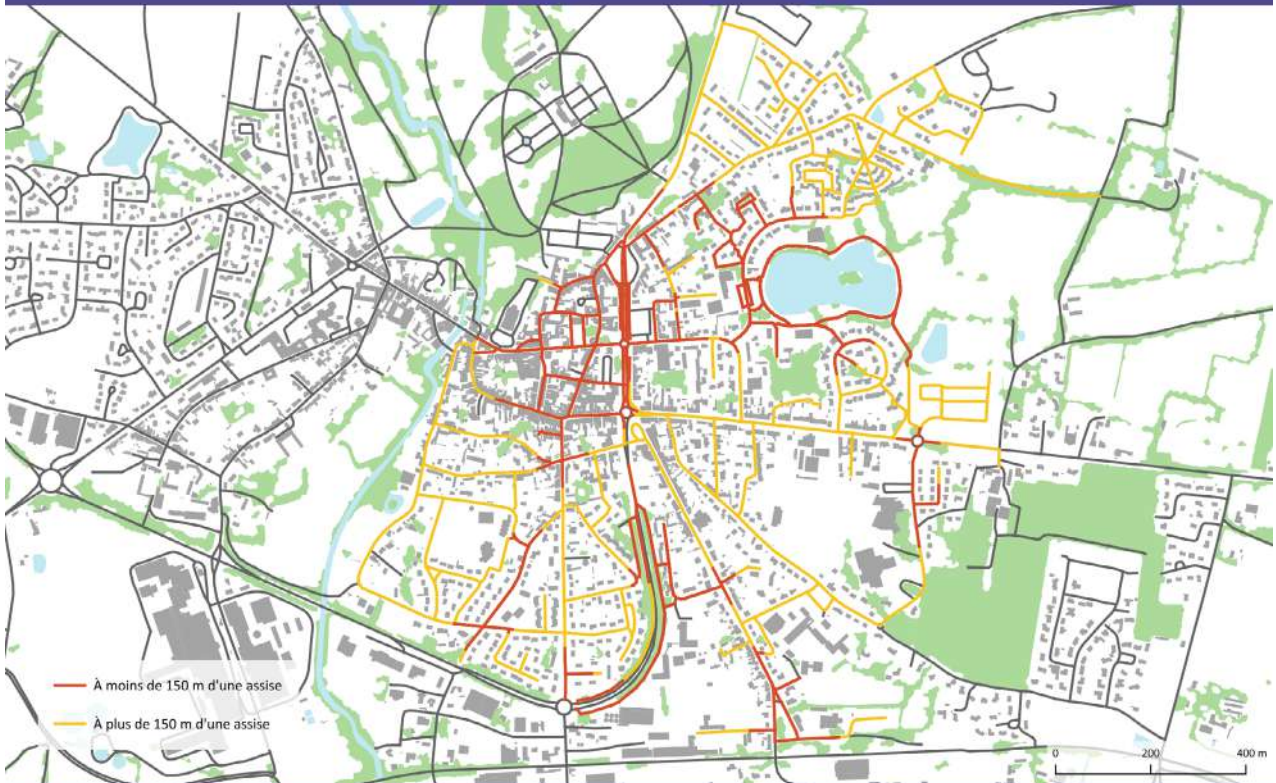 À moins de 150 m d'une assise
À plus de 150 m d'une assise
0 200 400 m